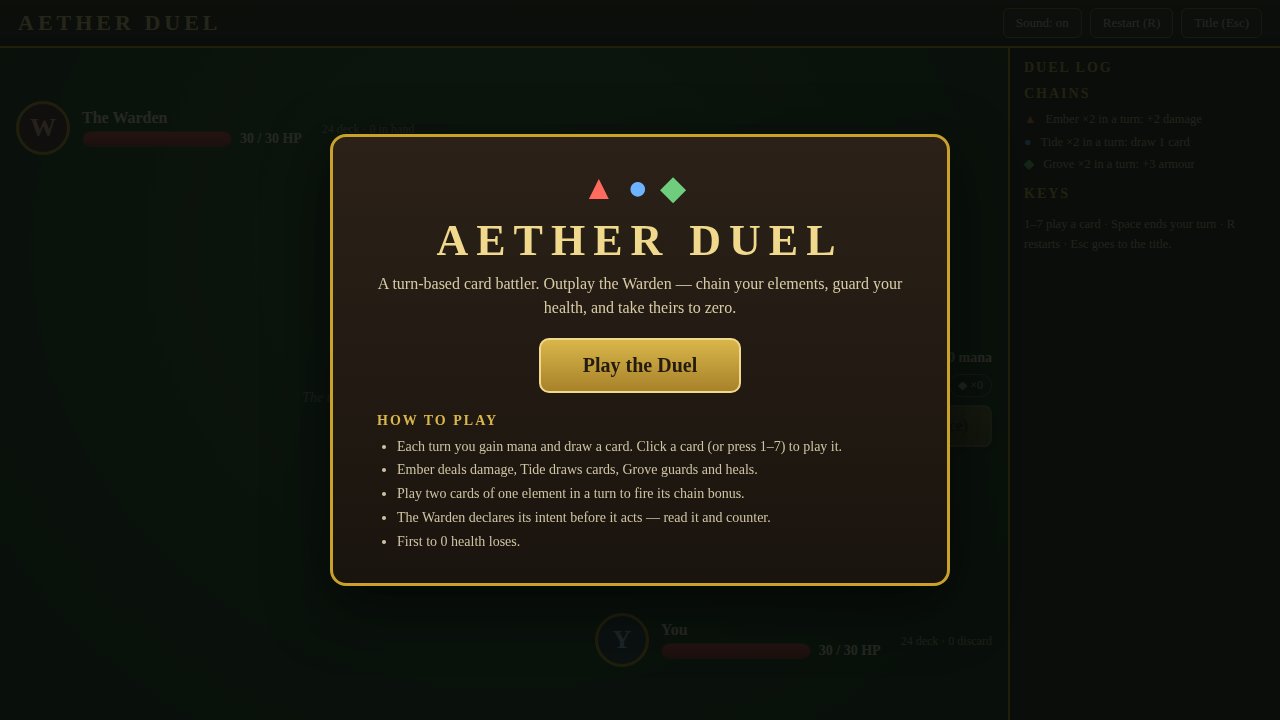 AETHER DUEL
Sound: on
Restart (R)
Title (Esc)
DUEL LOG
CHAINS
Ember ×2 in a turn: +2 damage
Tide ×2 in a turn: draw 1 card
Grove ×2 in a turn: +3 armour
KEYS
1–7 play a card · Space ends your turn · R
restarts · Esc goes to the title.
W
The Warden
30 / 30 HP
24 deck · 0 in hand
AETHER DUEL
A turn-based card battler. Outplay the Warden — chain your elements, guard your
health, and take theirs to zero.
Play the Duel
HOW TO PLAY
Each turn you gain mana and draw a card. Click a card (or press 1–7) to play it.
Ember deals damage, Tide draws cards, Grove guards and heals.
Play two cards of one element in a turn to fire its chain bonus.
The Warden declares its intent before it acts — read it and counter.
First to 0 health loses.
The
mana
×0
Y
You
30 / 30 HP
24 deck · 0 discard